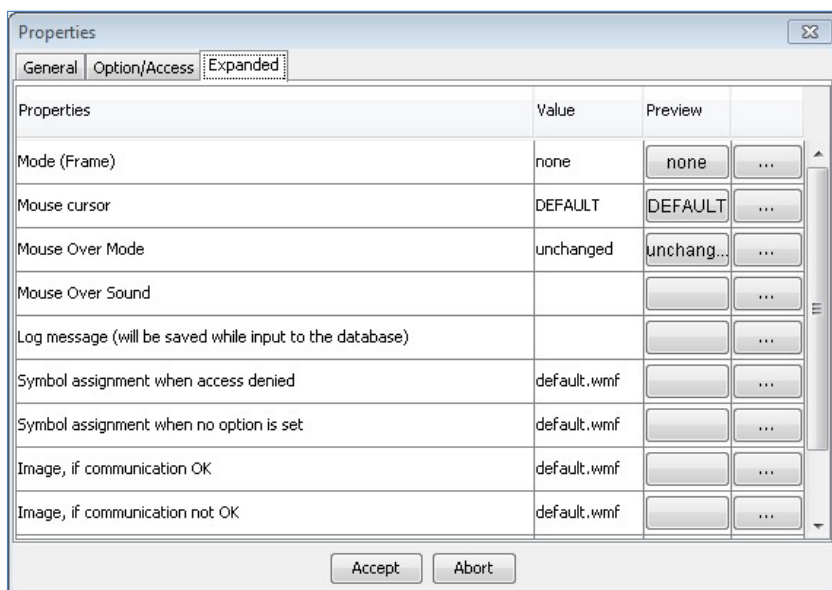 Properties
General Option/Access Expanded
Properties Value Preview
Mode (Frame) none none ...
Mouse cursor DEFAULT DEFAULT ...
Mouse Over Mode unchanged unchang... ...
Mouse Over Sound ...
Log message (will be saved while input to the database) ...
Symbol assignment when access denied default.wmf ...
Symbol assignment when no option is set default.wmf ...
Image, if communication OK default.wmf ...
Image, if communication not OK default.wmf ...
Accept Abort